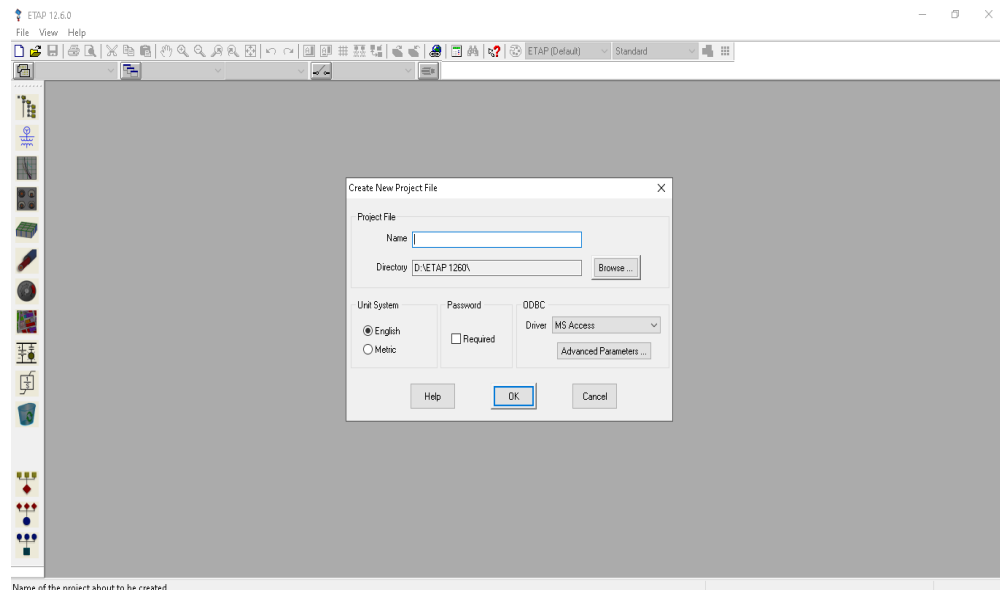 ETAP 12.6.0
File View Help
ETAP (Default) Standard
Create New Project File
Project File
Name
Directory D:\ETAP 1260\ Browse ...
Unit System Password ODBC
English Required Driver MS Access
Metric Advanced Parameters ...
Help OK Cancel
Name of the project about to be created